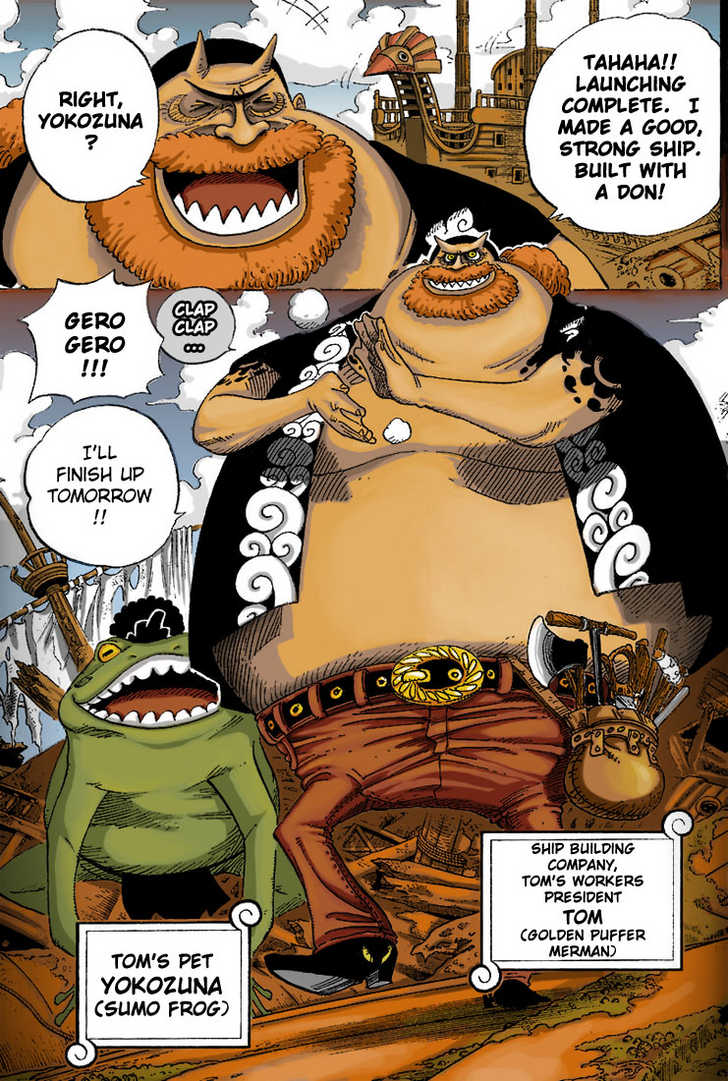 TAHAHA!!
LAUNCHING
COMPLETE. I
MADE A GOOD,
STRONG SHIP.
BUILT WITH
A DON!
RIGHT,
YOKOZUNA
?
GERO
GERO
!!!
CLAP
CLAP
...
I'LL
FINISH UP
TOMORROW
!!
SHIP BUILDING
COMPANY,
TOM'S WORKERS
PRESIDENT
TOM
(GOLDEN PUFFER
MERMAN)
TOM'S PET
YOKOZUNA
(SUMO FROG)